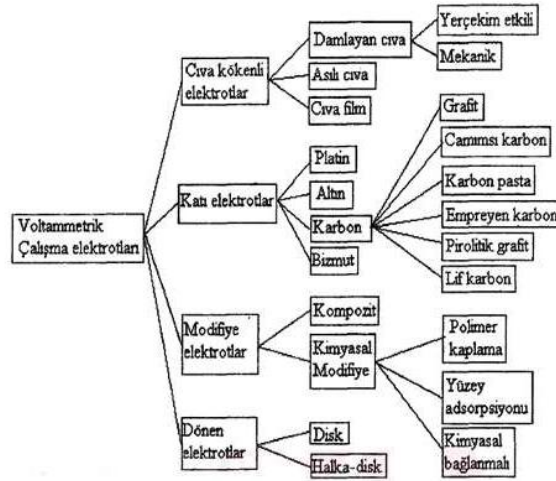 Voltammetrik
Çalışma elektrotları
Cıva kökenli
elektrotlar
Damlayan cıva
Yerçekim etkili
Mekanik
Asılı cıva
Cıva film
Katı elektrotlar
Platin
Altın
Karbon
Bizmut
Grafit
Camımsı karbon
Karbon pasta
Empreyen karbon
Pirolitik grafit
Lif karbon
Modifiye
elektrotlar
Kompozit
Kimyasal
Modifiye
Polimer
kaplama
Yüzey
adsorpsiyonu
Kimyasal
bağlanmalı
Dönen
elektrotlar
Disk
Halka-disk